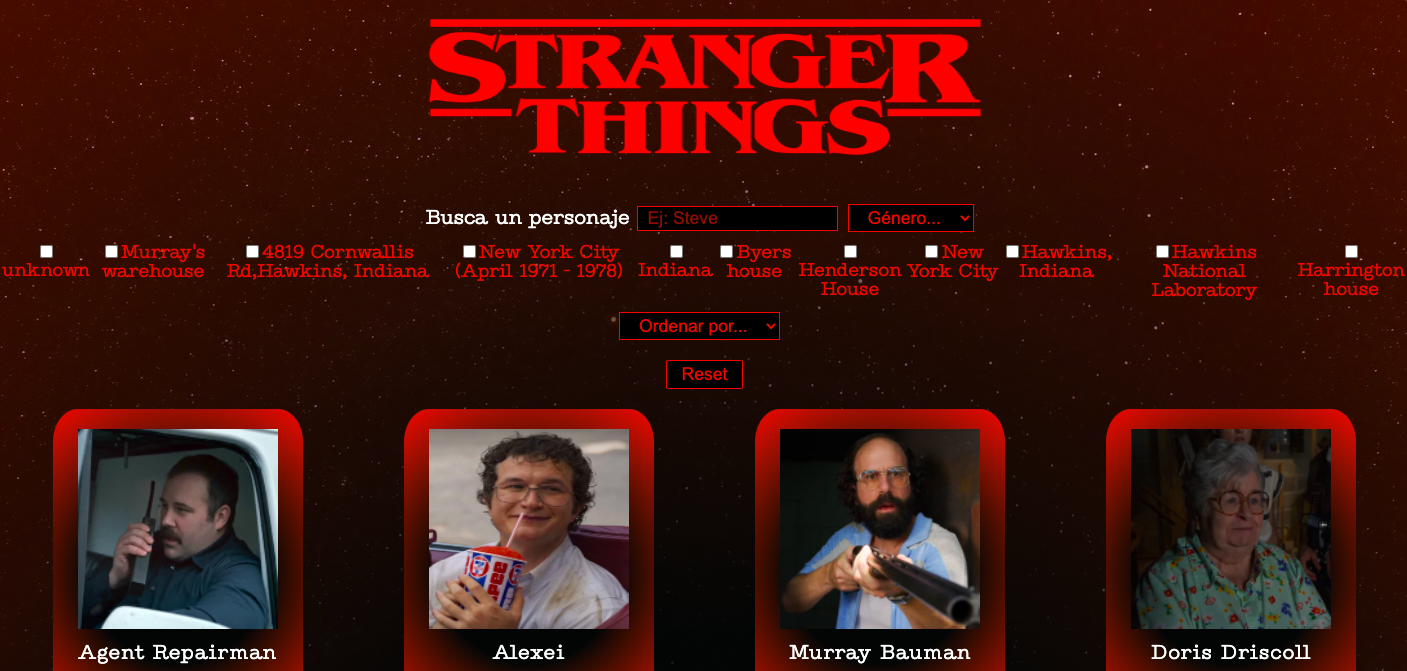 STRANGER
THINGS
Busca un personaje Ej: Steve Género...
unknown
Murray's
warehouse
4819 Cornwallis
Rd,Hawkins, Indiana
New York City
(April 1971 - 1978)
Indiana
Byers
house
Henderson
House
New
York City
Hawkins,
Indiana
Hawkins
National
Laboratory
Harrington
house
Ordenar por...
Reset
Agent Repairman
Alexei
Murray Bauman
Doris Driscoll